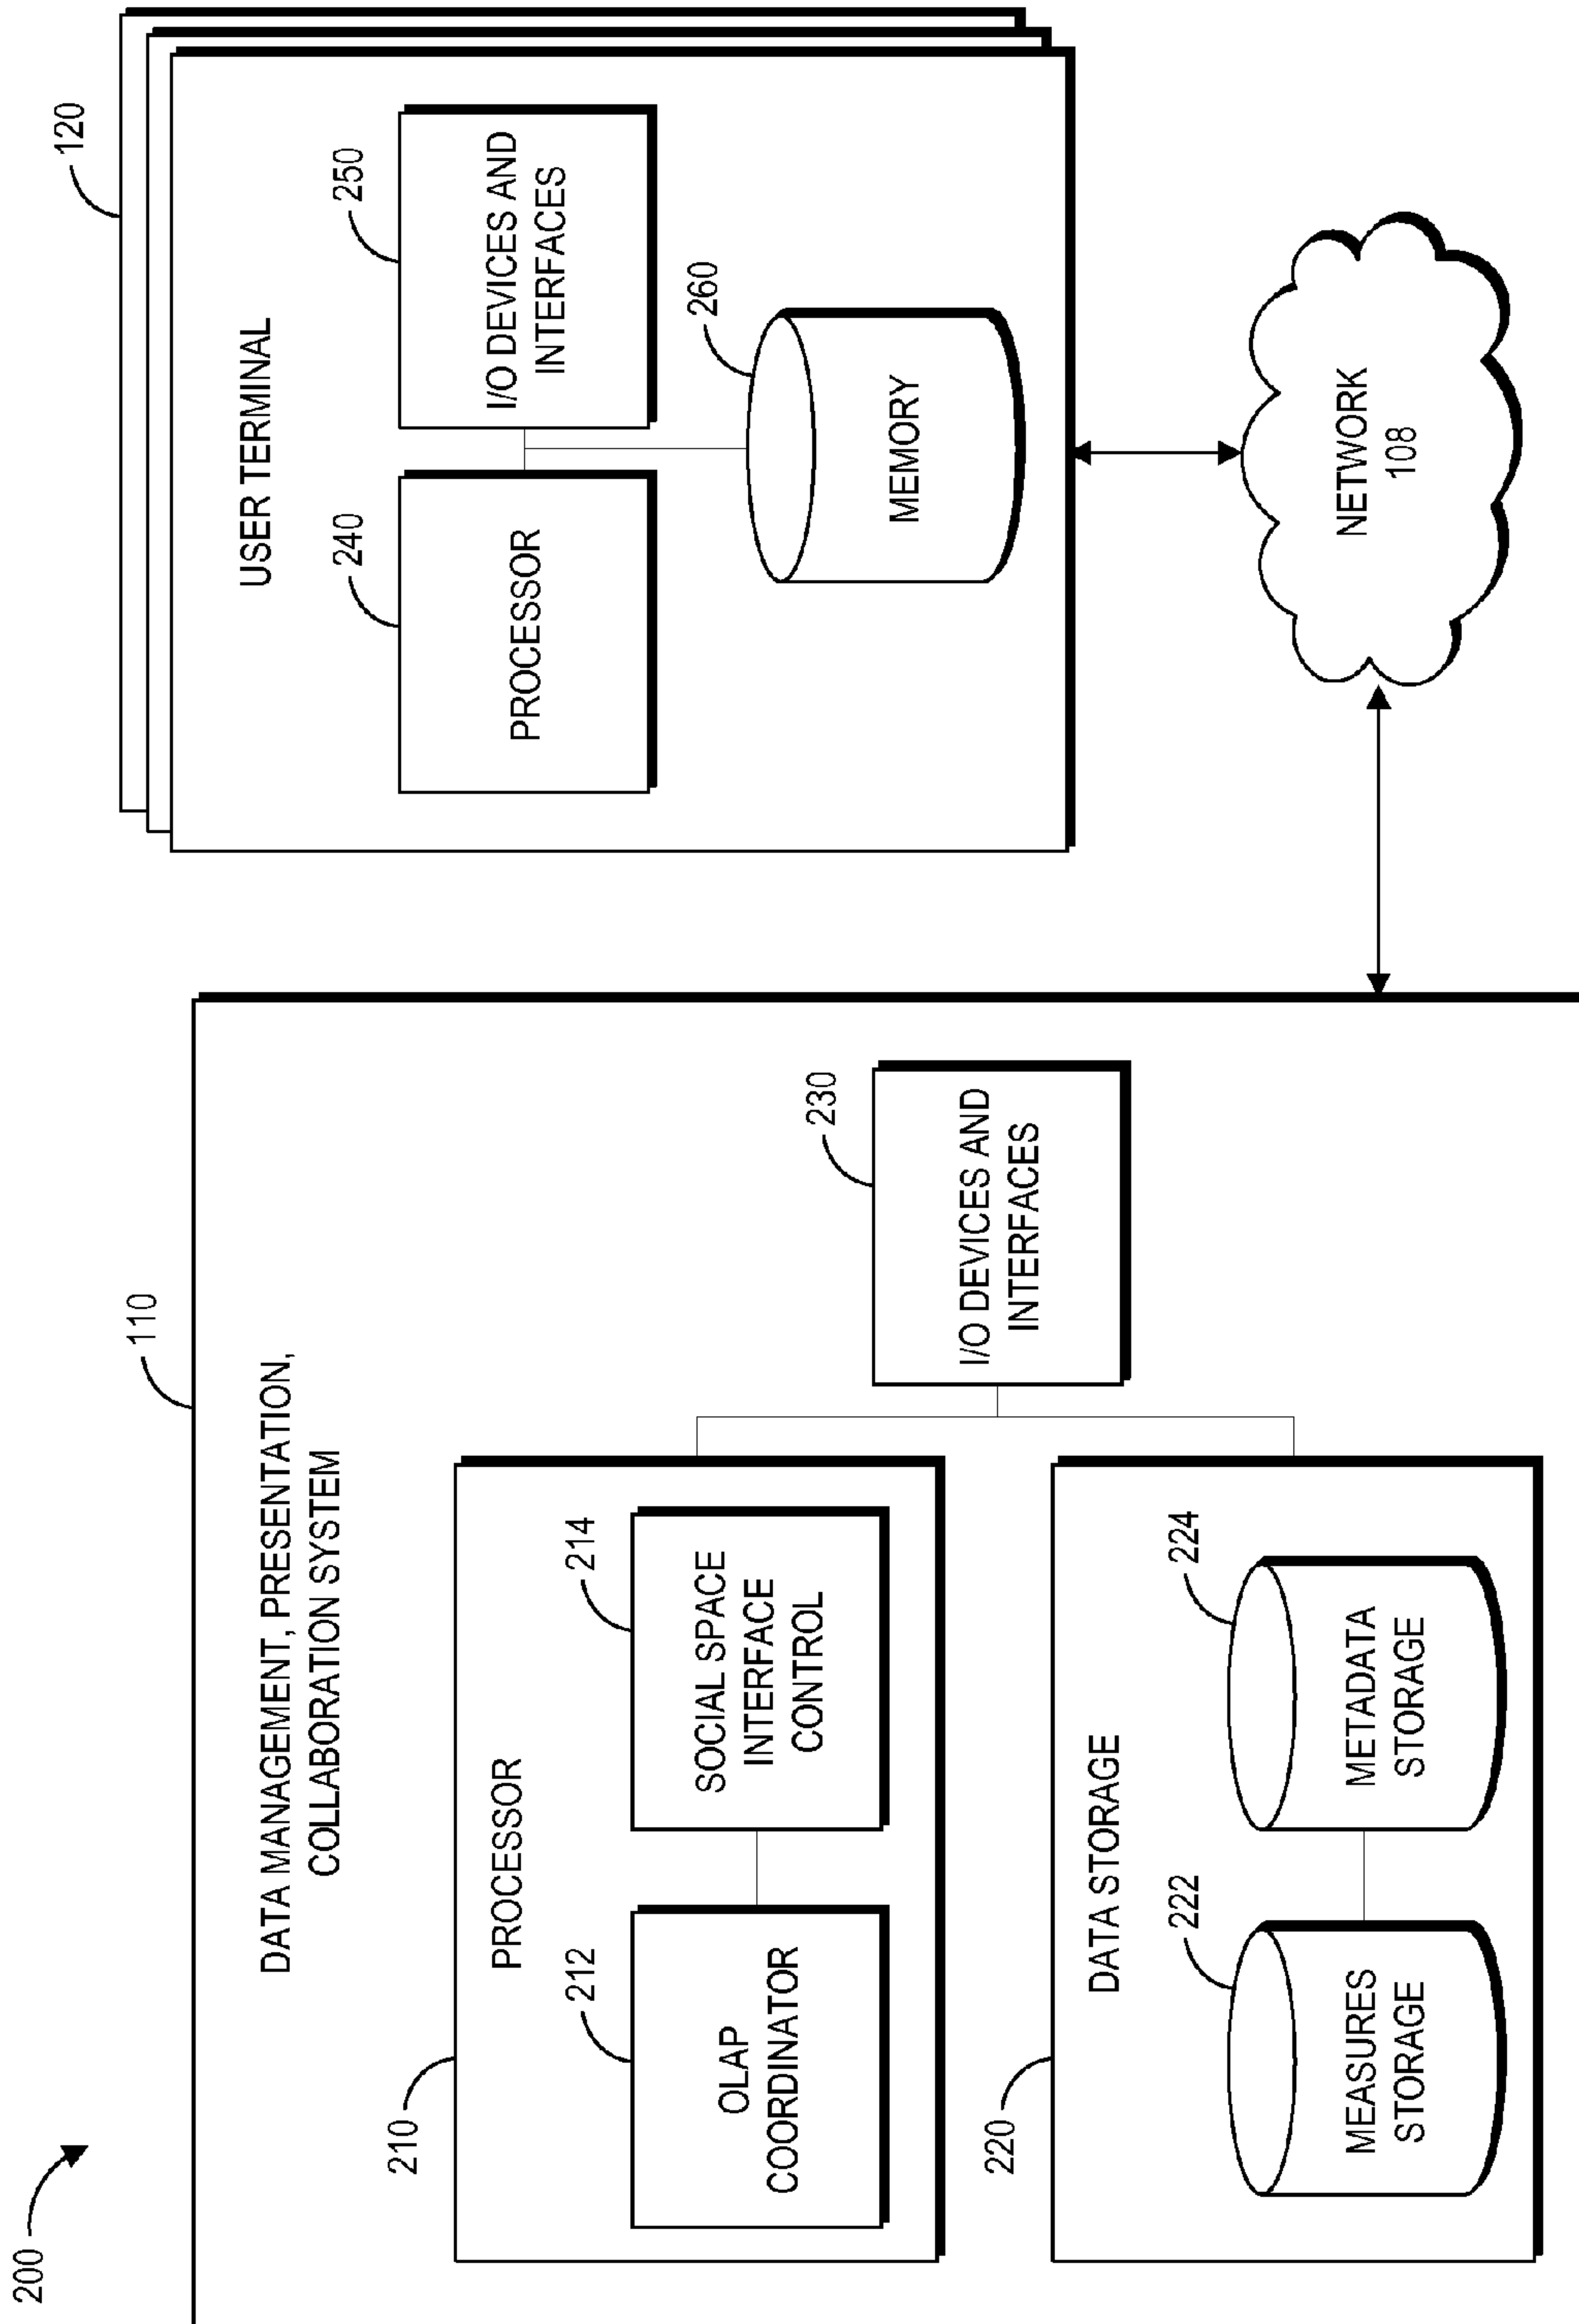 200
110
DATA MANAGEMENT, PRESENTATION,
COLLABORATION SYSTEM
210
PROCESSOR
212
OLAP
COORDINATOR
214
SOCIAL SPACE
INTERFACE
CONTROL
220
DATA STORAGE
222
MEASURES
STORAGE
224
METADATA
STORAGE
230
I/O DEVICES AND
INTERFACES
120
USER TERMINAL
240
PROCESSOR
250
I/O DEVICES AND
INTERFACES
260
MEMORY
NETWORK
108